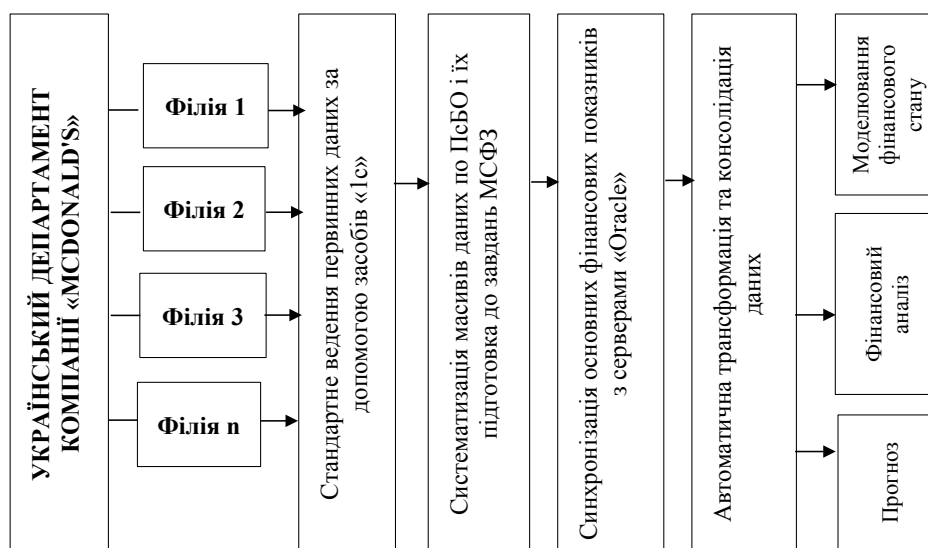 УКРАЇНСЬКИЙ ДЕПАРТАМЕНТ
КОМПАНІЇ «MCDONALD'S»
Філія 1
Філія 2
Філія 3
Філія n
Стандартне ведення первинних даних за
допомогою засобів «1с»
Систематизація масивів даних по ПсБО і їх
підготовка до завдань МСФЗ
Синхронізація основних фінансових показників
з серверами «Oracle»
Автоматична трансформація та консолідація
даних
Моделювання
фінансового
стану
Фінансовий
аналіз
Прогноз